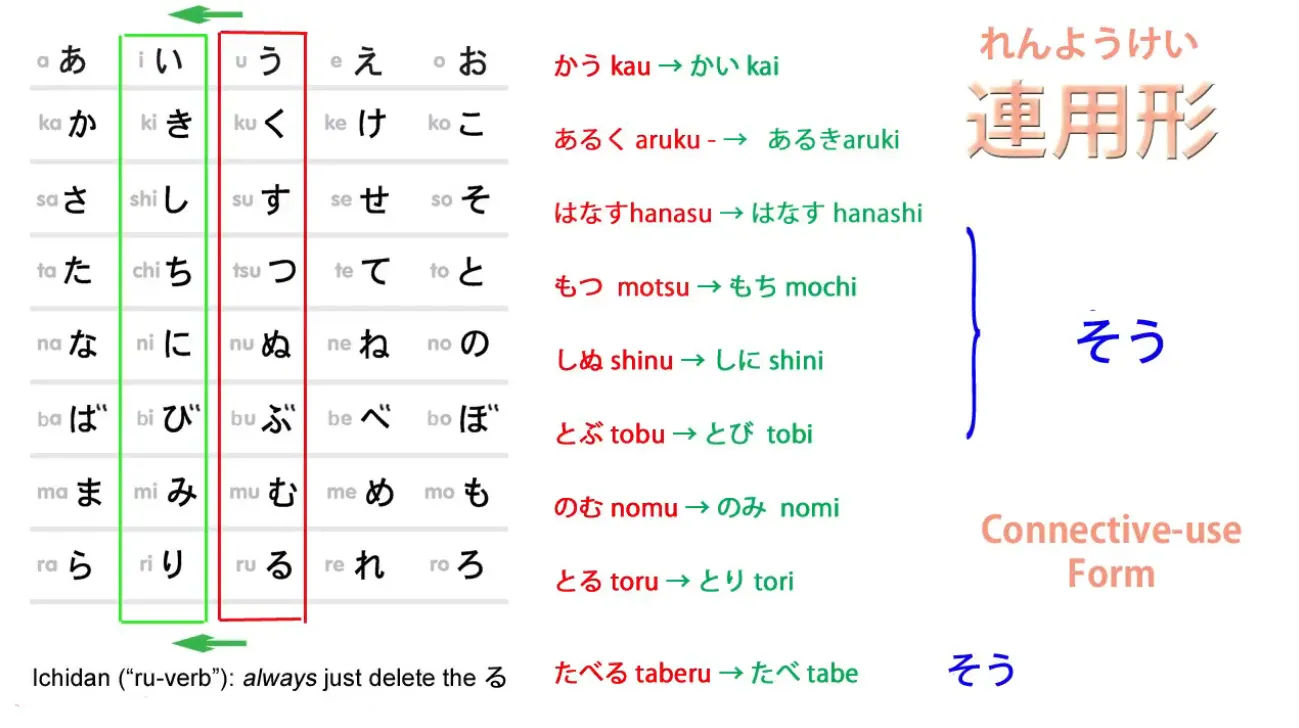 a あ i い u う e え o お
ka か ki き ku く ke け ko こ
sa さ shi し su す se せ so そ
ta た chi ち tsu つ te て to と
na な ni に nu ぬ ne ね no の
ba ば bi び bu ぶ be べ bo ぼ
ma ま mi み mu む me め mo も
ra ら ri り ru る re れ ro ろ
Ichidan (“ru-verb”): always just delete the る
かう kau → かい kai
あるく aruku - → あるきaruki
はなすhanasu → はなす hanashi
もつ motsu → もち mochi
しぬ shinu → しに shini
とぶ tobu → とび tobi
のむ nomu → のみ nomi
とる toru → とり tori
たべる taberu → たべ tabe
れんようけい
連用形
そう
Connective-use
Form
そう